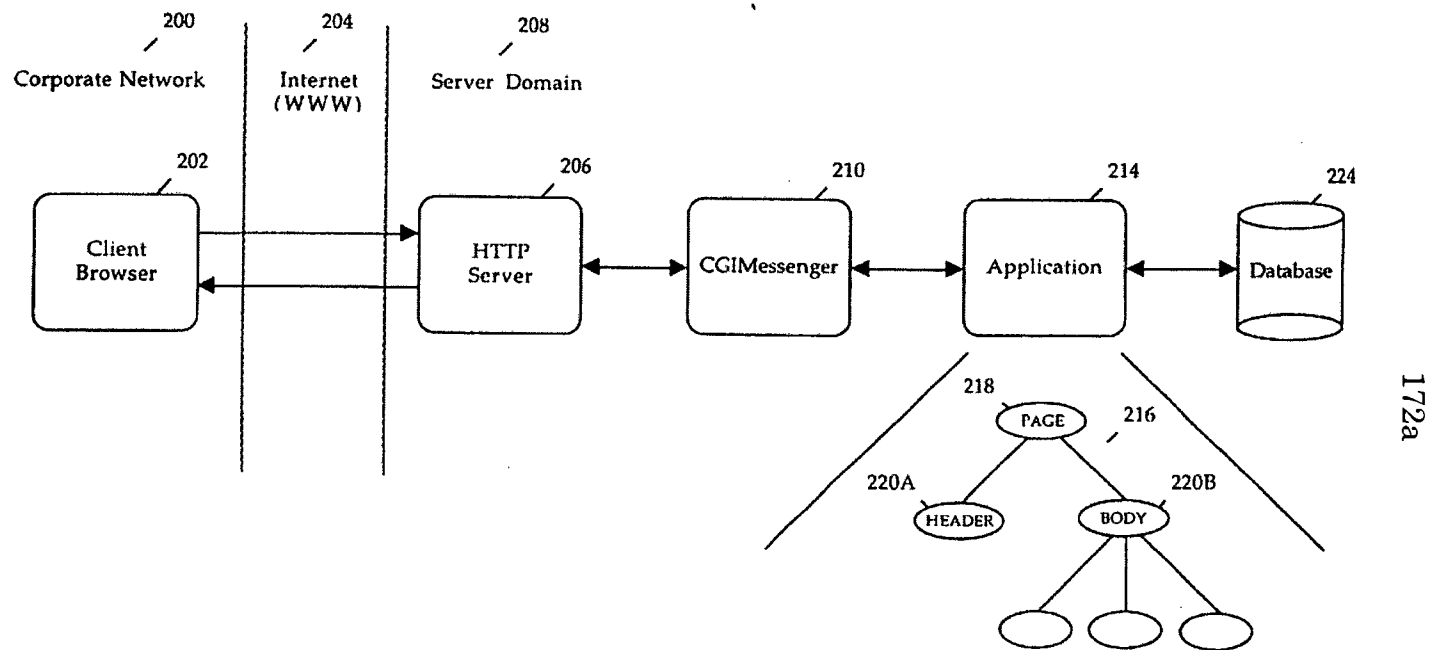 200
204
208
Corporate Network
Internet
(WWW)
Server Domain
202
206
210
214
224
Client
Browser
HTTP
Server
CGIMessenger
Application
Database
172a
218
PAGE
216
220A
220B
HEADER
BODY